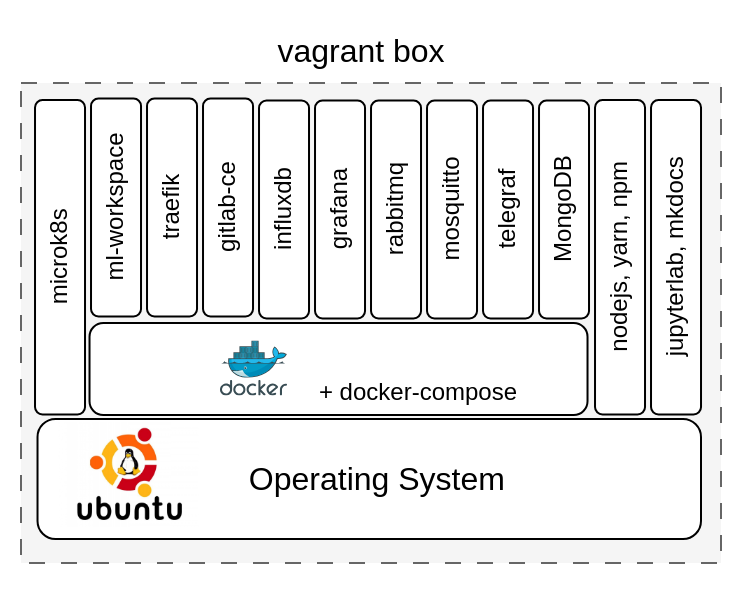 vagrant box
microk8s
ml-workspace
traefik
gitlab-ce
influxdb
grafana
rabbitmq
mosquitto
telegraf
MongoDB
nodejs, yarn, npm
jupyterlab, mkdocs
docker
+ docker-compose
ubuntu
Operating System